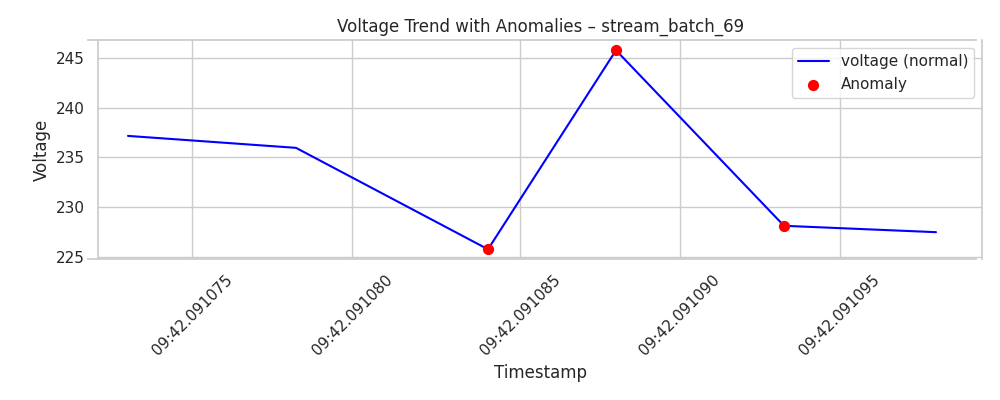 Voltage Trend with Anomalies – stream_batch_69
voltage (normal)
Anomaly
Voltage
245
240
235
230
225
09:42.091075
09:42.091080
09:42.091085
09:42.091090
09:42.091095
Timestamp